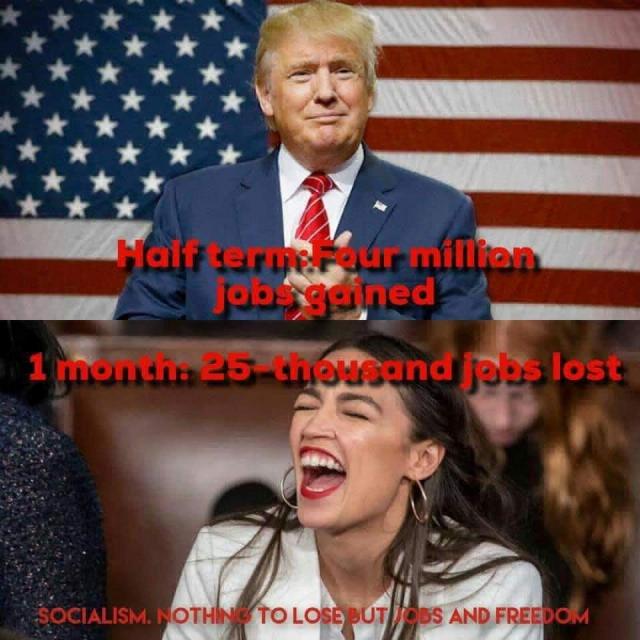 Half term:Four million
jobs gained
1 month: 25-thousand jobs lost
SOCIALISM. NOTHING TO LOSE BUT JOBS AND FREEDOM